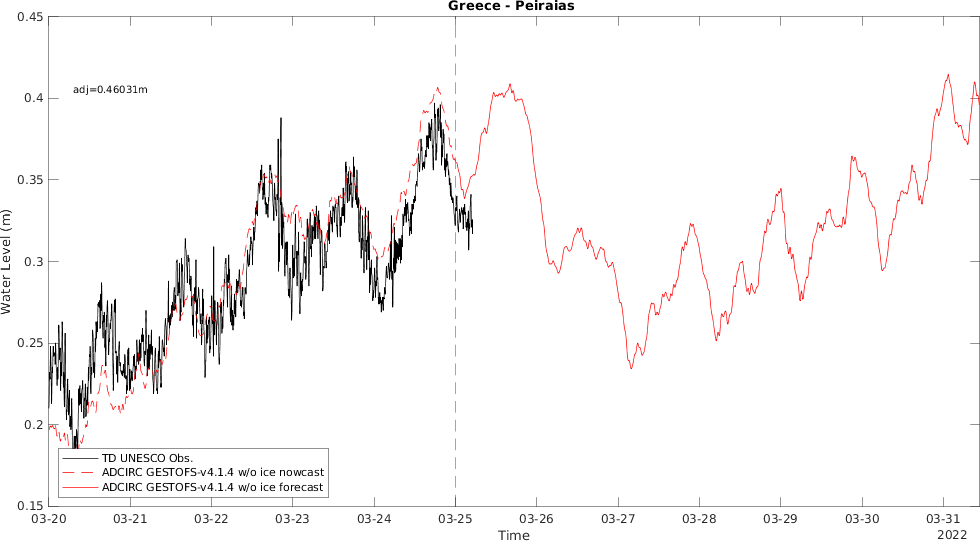 Greece - Peiraias
adj=0.46031m
Water Level (m)
0.45
0.4
0.35
0.3
0.25
0.2
0.15
TD UNESCO Obs.
ADCIRC GESTOFS-v4.1.4 w/o ice nowcast
ADCIRC GESTOFS-v4.1.4 w/o ice forecast
03-20 03-21 03-22 03-23 03-24 03-25 03-26 03-27 03-28 03-29 03-30 03-31
Time
2022